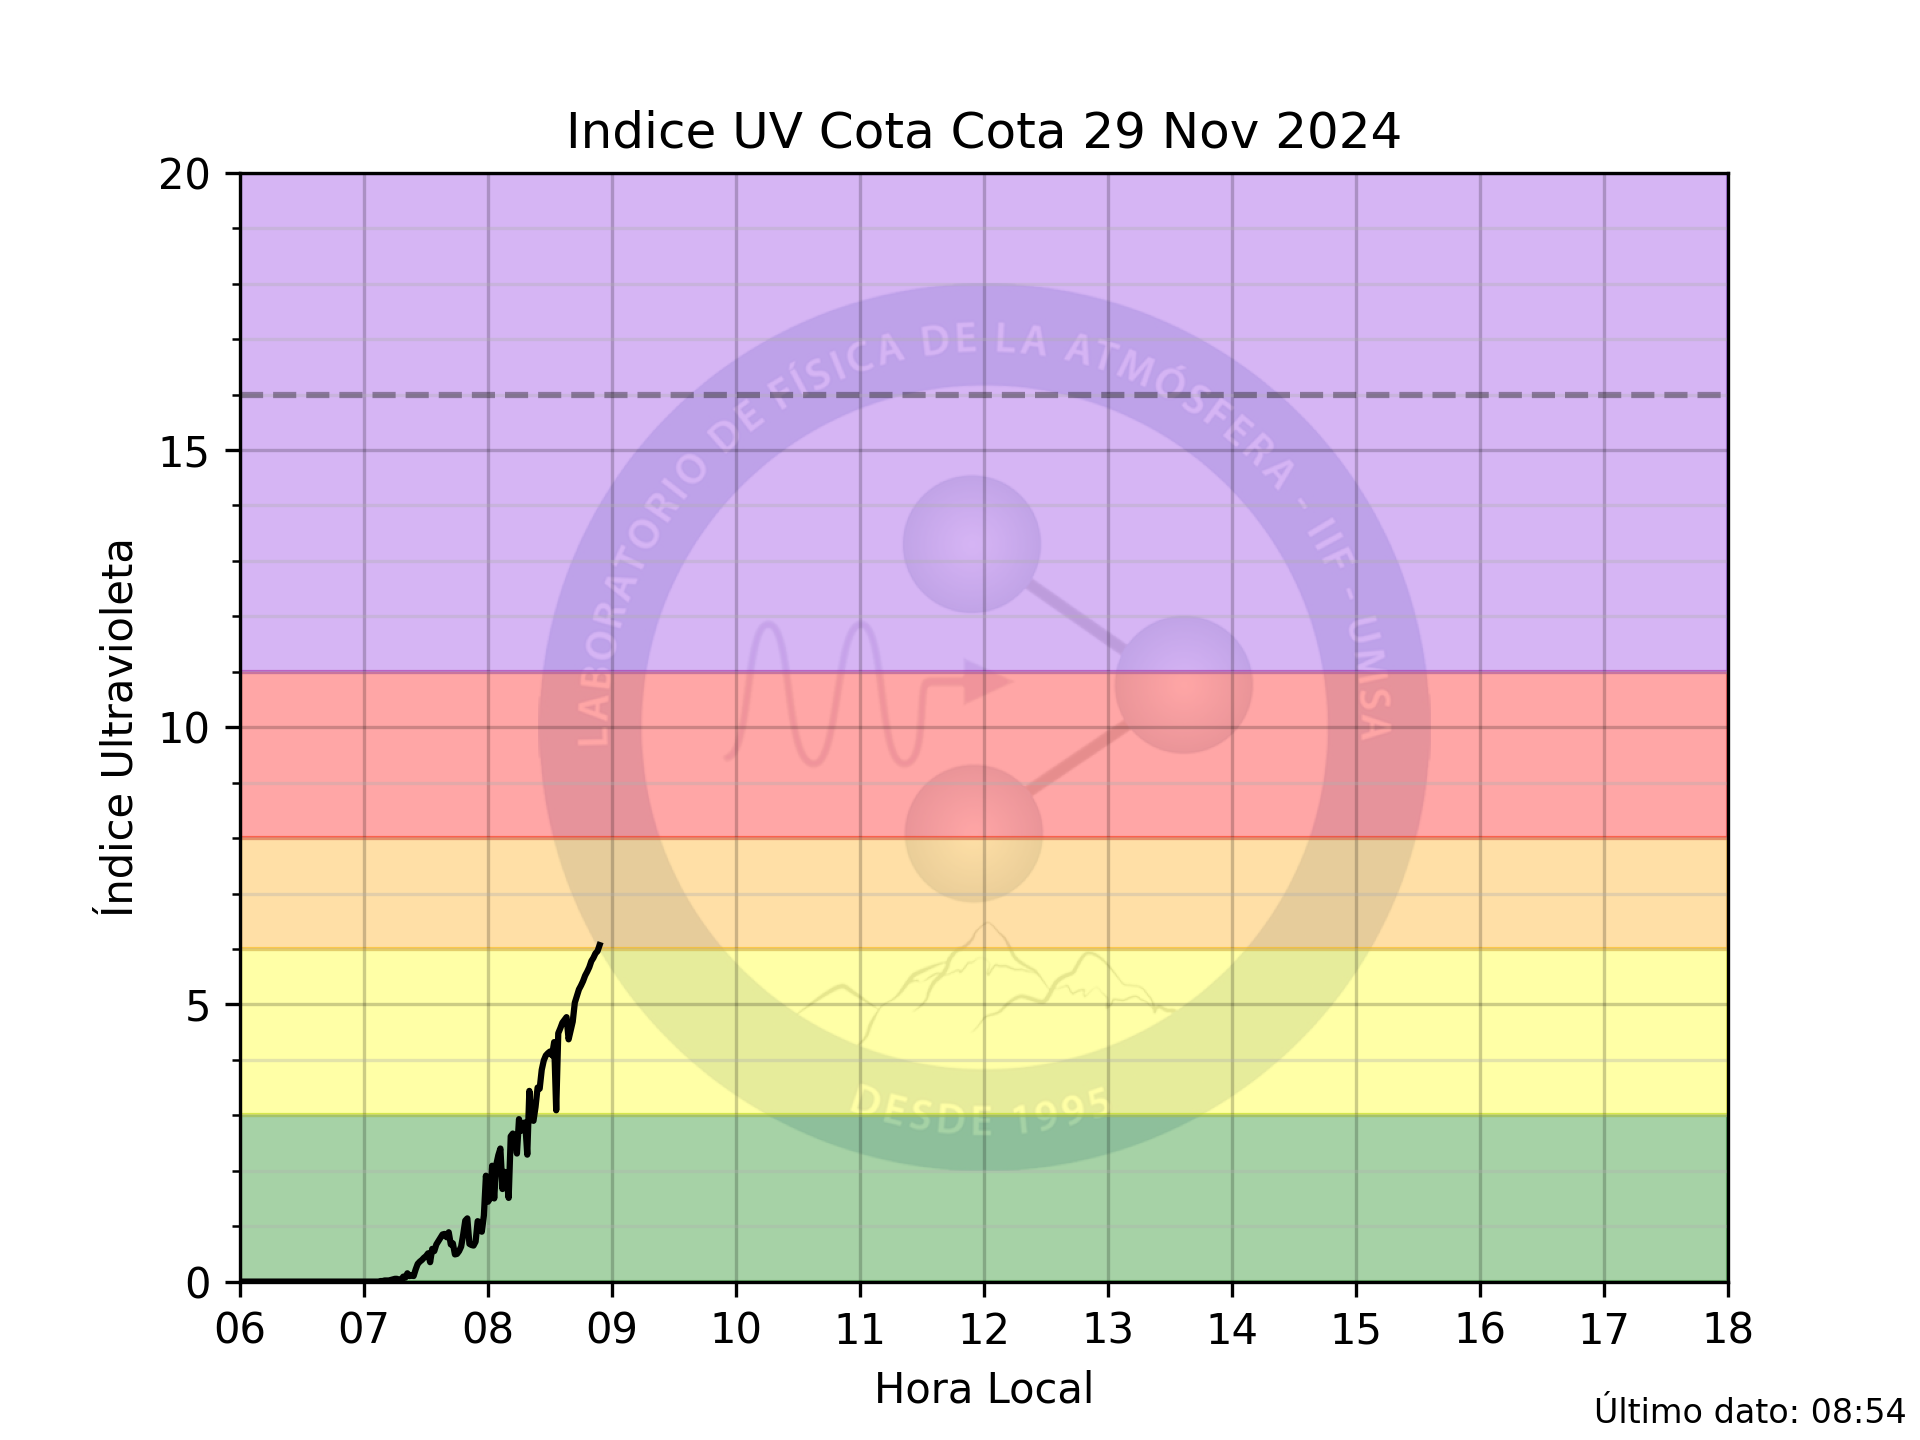 Indice UV Cota Cota 29 Nov 2024
20
15
10
5
0
Índice Ultravioleta
LABORATORIO DE FÍSICA DE LA ATMÓSFERA - IIF - UMSA
DESDE 1995
06 07 08 09 10 11 12 13 14 15 16 17 18
Hora Local
Último dato: 08:54